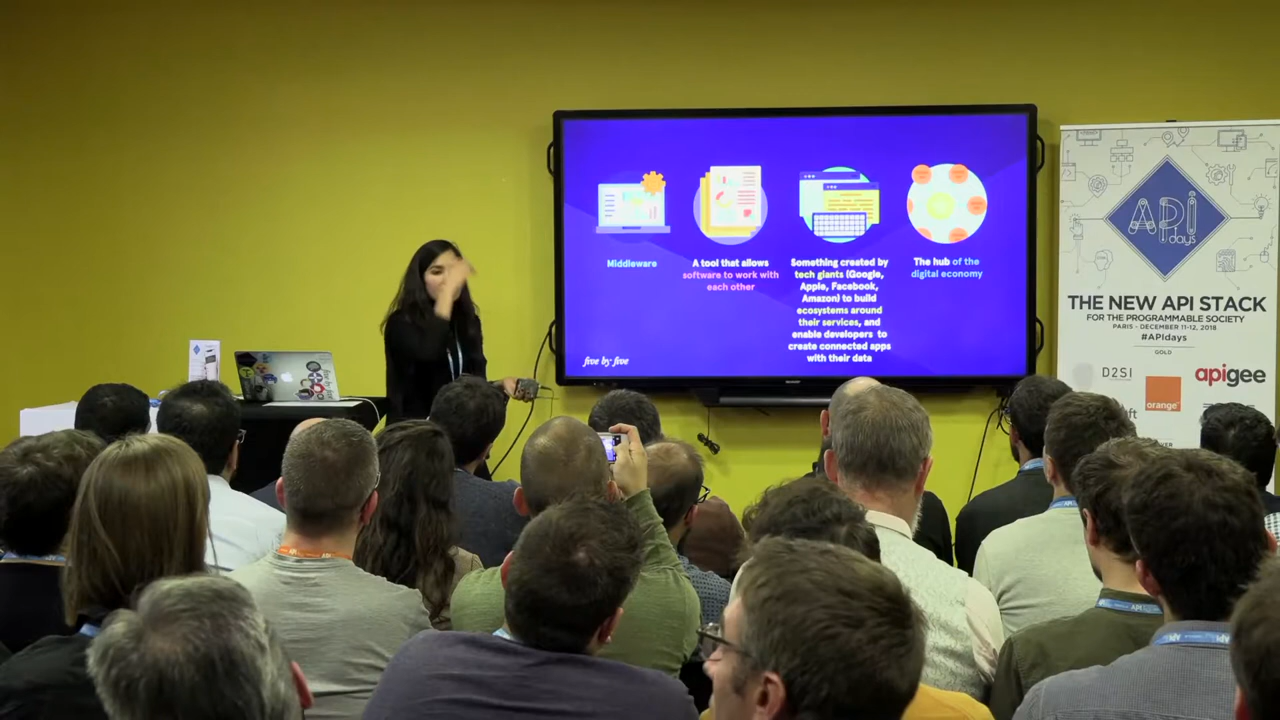 Middleware
A tool that allows
software to work with
each other
Something created by
tech giants (Google,
Apple, Facebook,
Amazon) to build
ecosystems around
their services, and
enable developers to
create connected apps
with their data
The hub of the
digital economy
five by five
API
days
THE NEW API STACK
FOR THE PROGRAMMABLE SOCIETY
PARIS - DECEMBER 11-12, 2018
#APIdays
GOLD
D2SI
orange
apigee